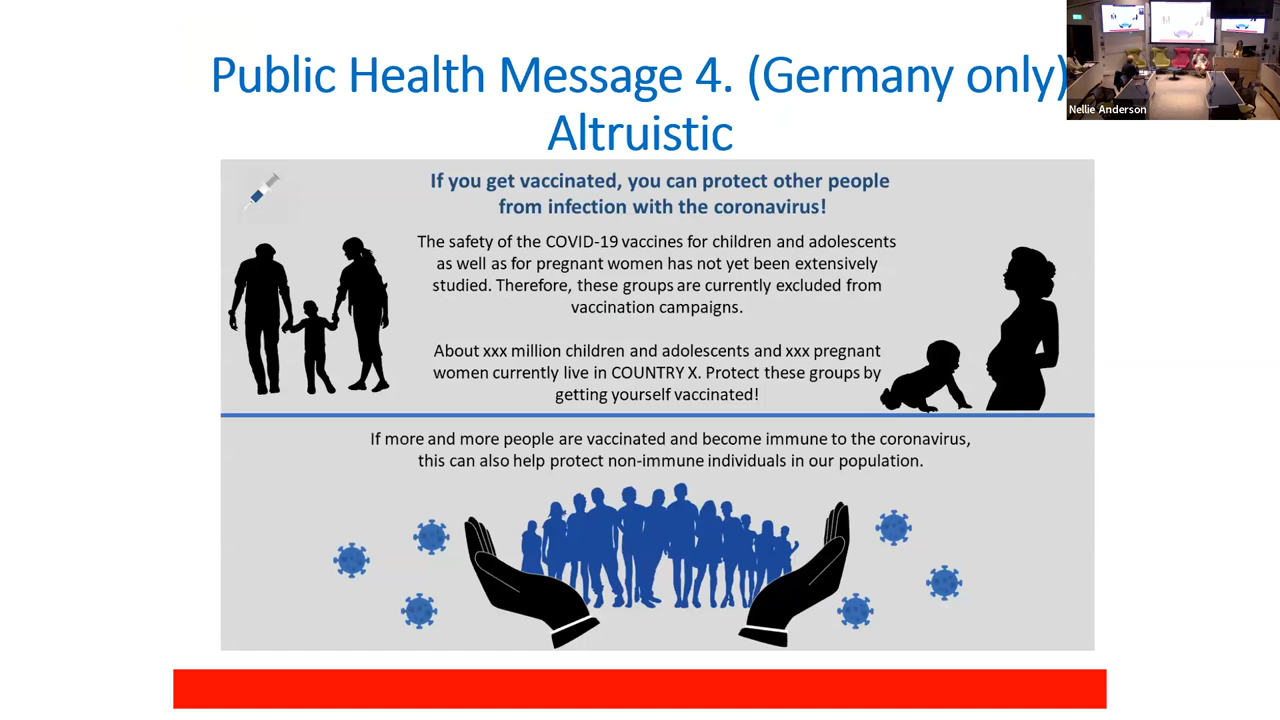 Public Health Message 4. (Germany only)
Altruistic
Nellie Anderson
If you get vaccinated, you can protect other people
from infection with the coronavirus!
The safety of the COVID-19 vaccines for children and adolescents
as well as for pregnant women has not yet been extensively
studied. Therefore, these groups are currently excluded from
vaccination campaigns.
About xxx million children and adolescents and xxx pregnant
women currently live in COUNTRY X. Protect these groups by
getting yourself vaccinated!
If more and more people are vaccinated and become immune to the coronavirus,
this can also help protect non-immune individuals in our population.